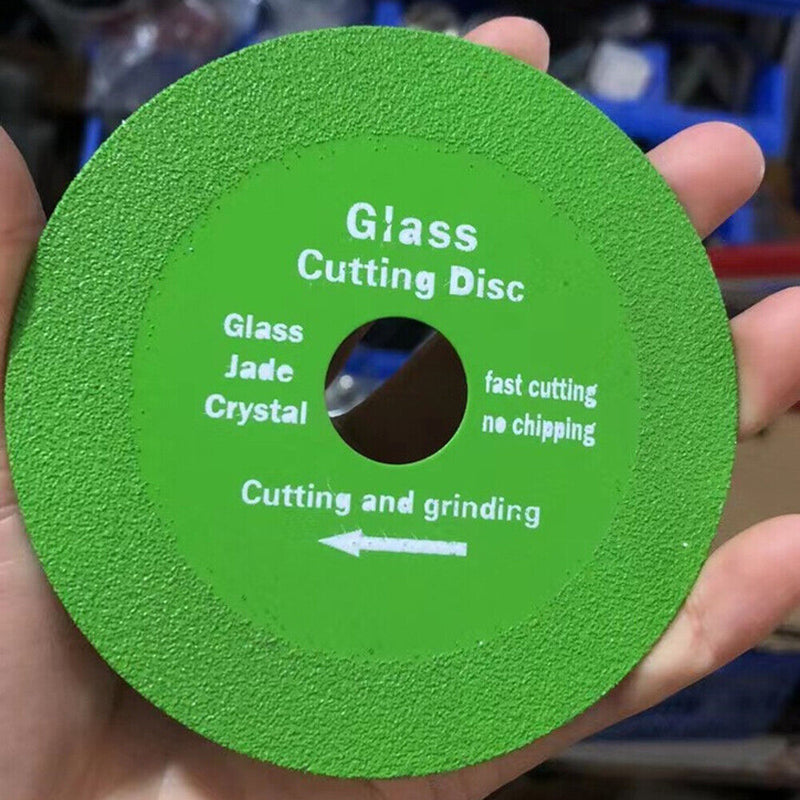 Glass
Cutting Disc
Glass
Jade
Crystal
fast cutting
no chipping
Cutting and grinding